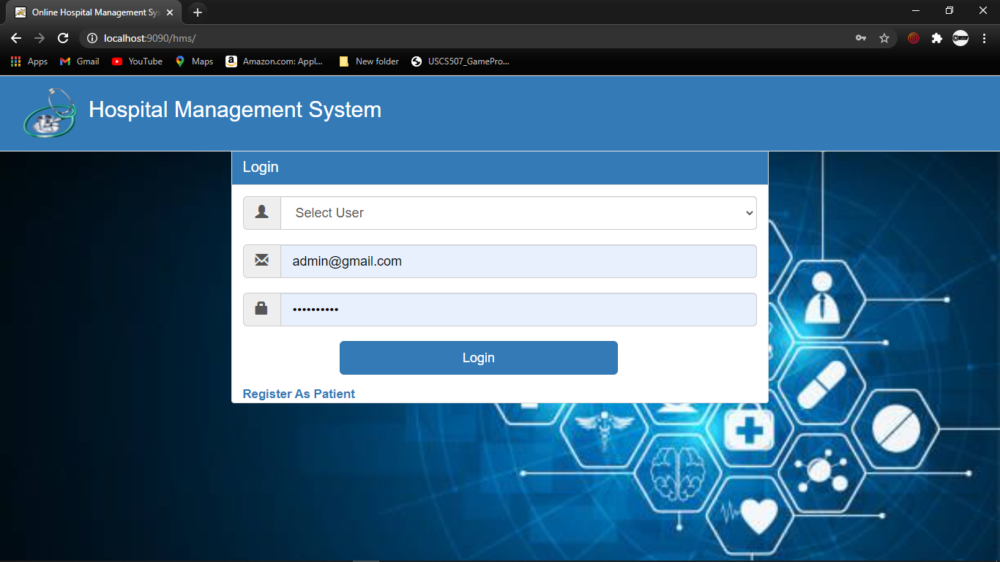 Online Hospital Management Sys
localhost:9090/hms/
Apps Gmail YouTube Maps Amazon.com: Appl... New folder USCS507_GamePro...
Hospital Management System
Login
Select User
admin@gmail.com
••••••••••
Login
Register As Patient